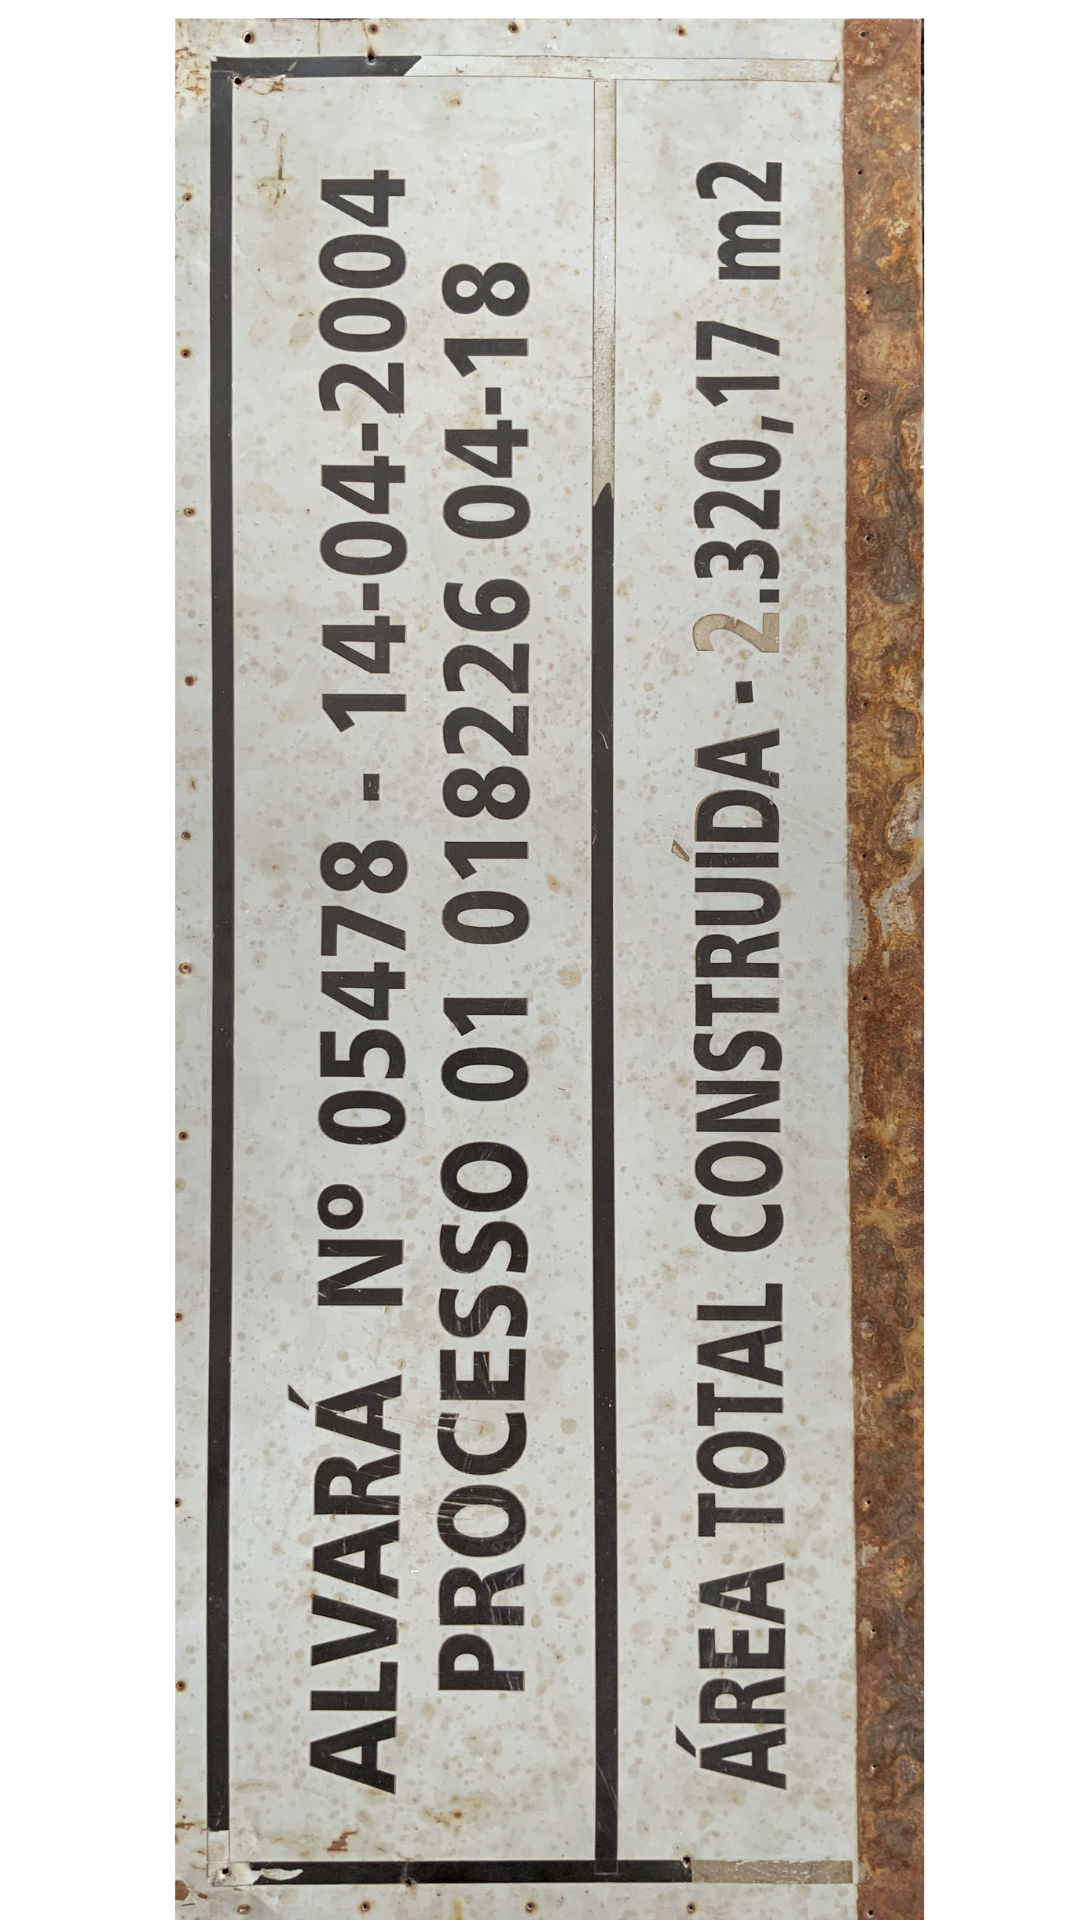 ALVARÁ Nº 05478 - 14-04-2004
PROCESSO 01 018226 04-18
ÁREA TOTAL CONSTRUÍDA - 2.320,17 m2